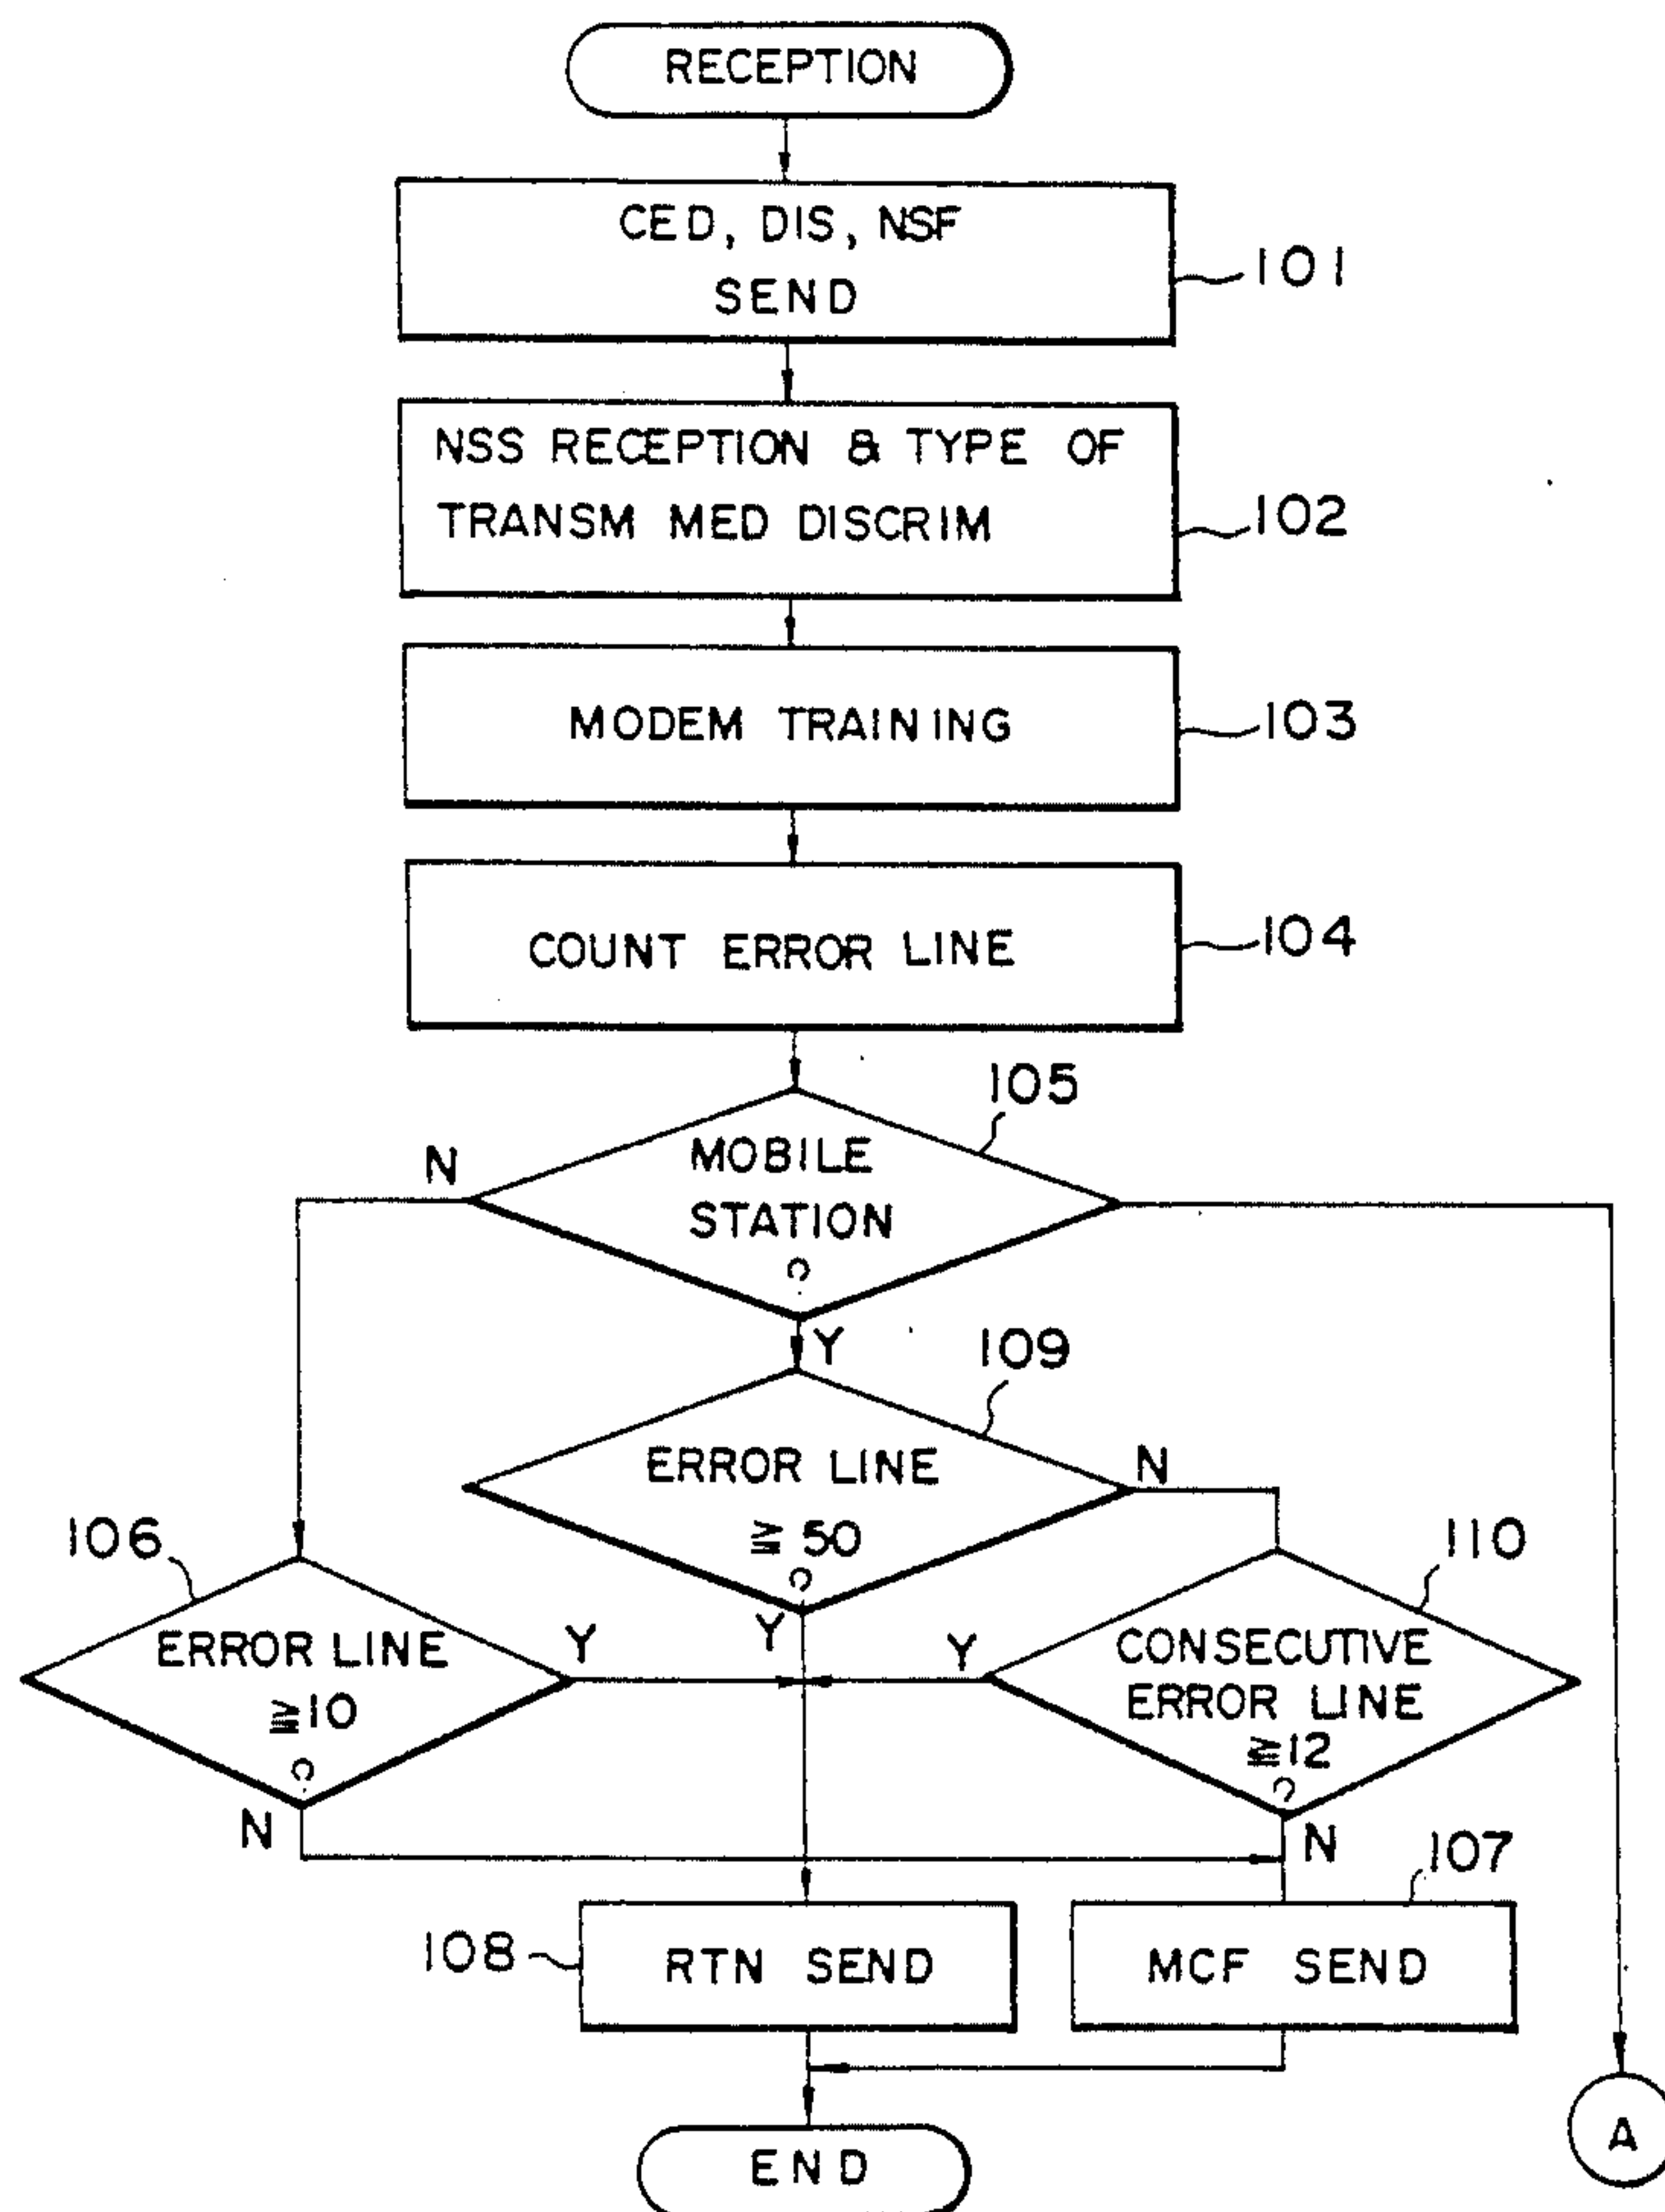 RECEPTION
CED, DIS, NSF
SEND
101
NSS RECEPTION & TYPE OF
TRANSM MED DISCRIM
102
MODEM TRAINING
103
COUNT ERROR LINE
104
105
MOBILE
STATION
?
N
Y
109
ERROR LINE
≧ 50
?
N
Y
106
ERROR LINE
≧10
?
Y
N
110
CONSECUTIVE
ERROR LINE
≧12
?
Y
N
107
108
RTN SEND
MCF SEND
END
A